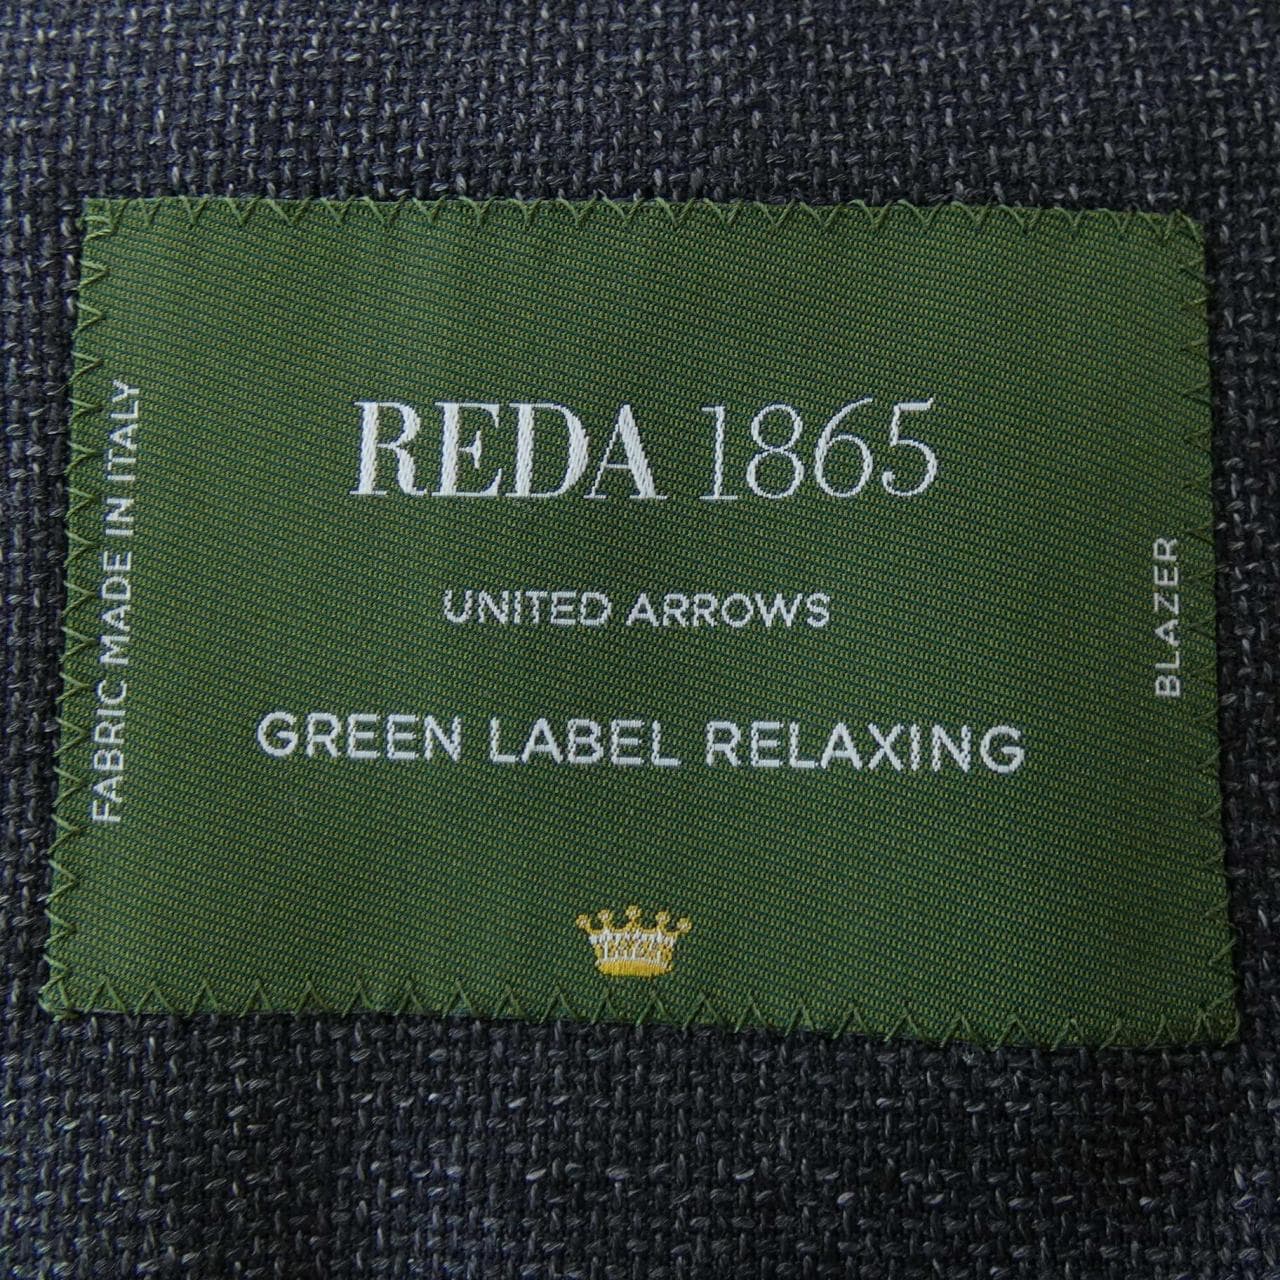 REDA 1865
UNITED ARROWS
GREEN LABEL RELAXING
FABRIC MADE IN ITALY
BLAZER